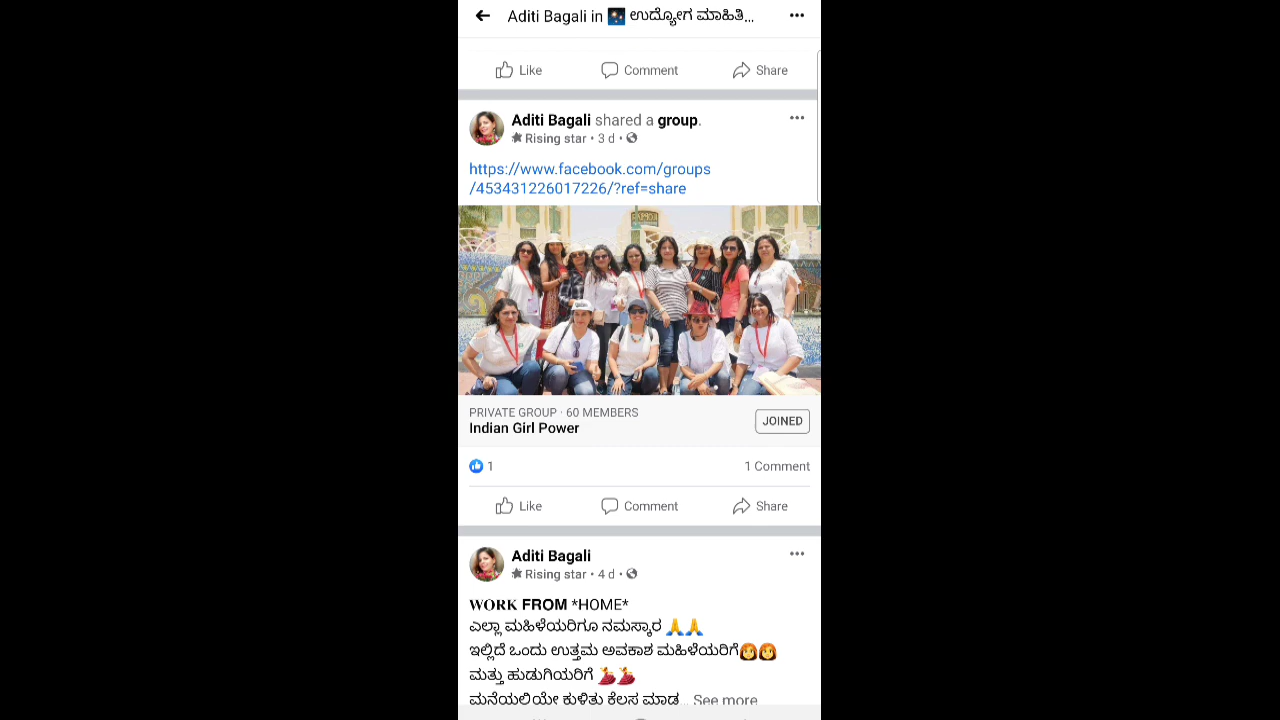 Aditi Bagali in 🌌 ಉದ್ಯೋಗ ಮಾಹಿತಿ...
Like Comment Share
Aditi Bagali shared a group.
Rising star • 3 d •
https://www.facebook.com/groups
/453431226017226/?ref=share
PRIVATE GROUP · 60 MEMBERS
Indian Girl Power
JOINED
1 1 Comment
Like Comment Share
Aditi Bagali
Rising star • 4 d •
𝐖𝐎𝐑𝐊 𝗙𝗥𝗢𝗠 *HOME*
ಎಲ್ಲಾ ಮಹಿಳೆಯರಿಗೂ ನಮಸ್ಕಾರ 🙏🙏
ಇಲ್ಲಿದೆ ಒಂದು ಉತ್ತಮ ಅವಕಾಶ ಮಹಿಳೆಯರಿಗೆ👩‍🦰👩‍🦰
ಮತ್ತು ಹುಡುಗಿಯರಿಗೆ 💃💃
ಮನೆಯಲ್ಲಿಯೇ ಕುಳಿತು ಕೆಲಸ ಮಾಡ... See more